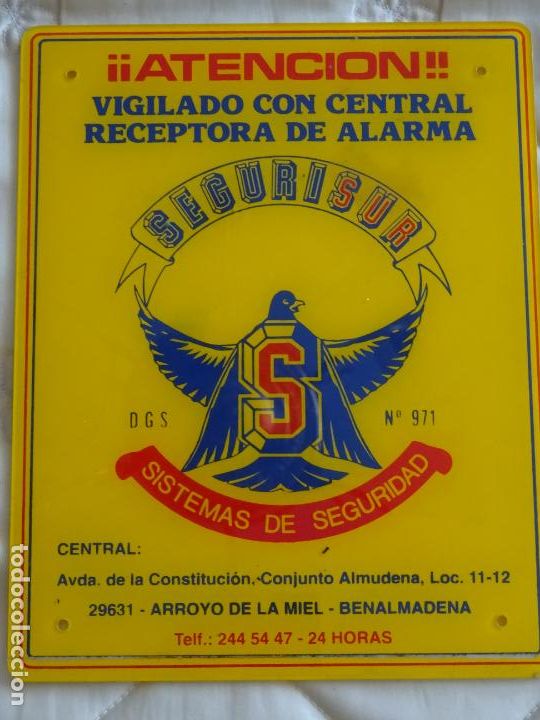 ¡¡ATENCION!!
VIGILADO CON CENTRAL
RECEPTORA DE ALARMA
SEGURISUR
S
D G S Nº 971
SISTEMAS DE SEGURIDAD
CENTRAL:
Avda. de la Constitución, Conjunto Almudena, Loc. 11-12
29631 - ARROYO DE LA MIEL - BENALMADENA
Telf.: 244 54 47 - 24 HORAS
todocoleccion.net